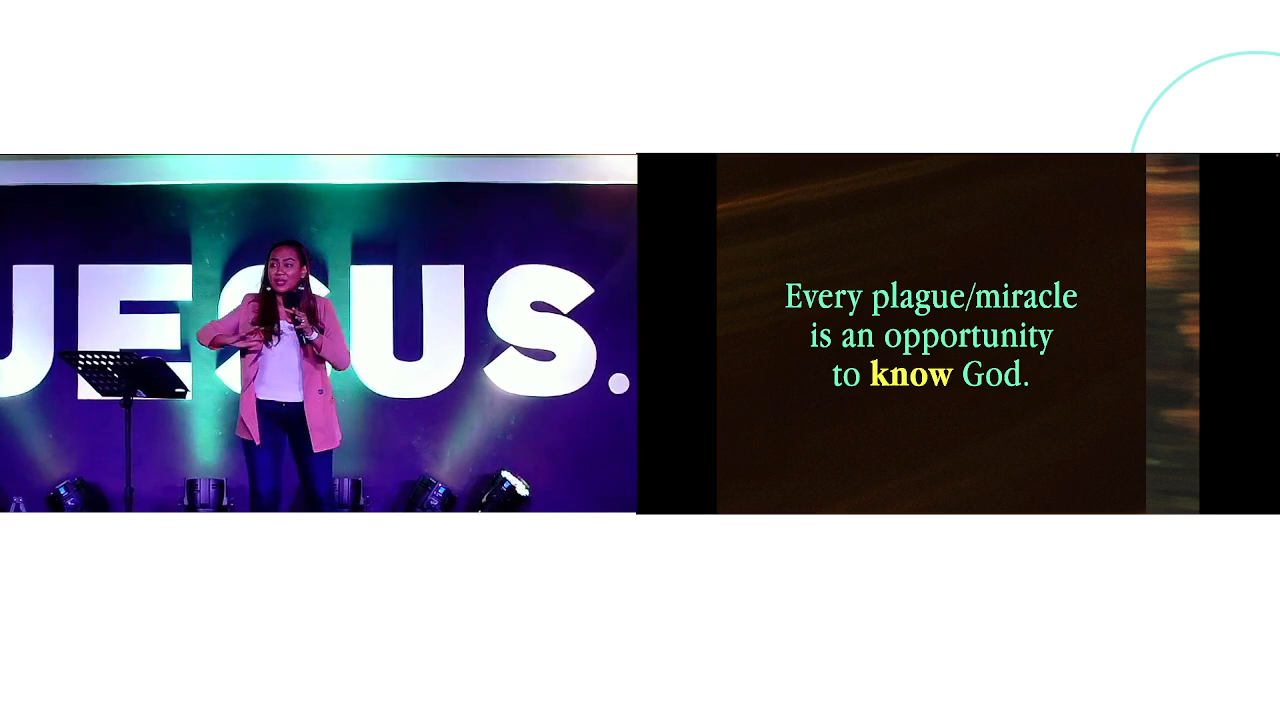 JESUS.
Every plague/miracle
is an opportunity
to know God.